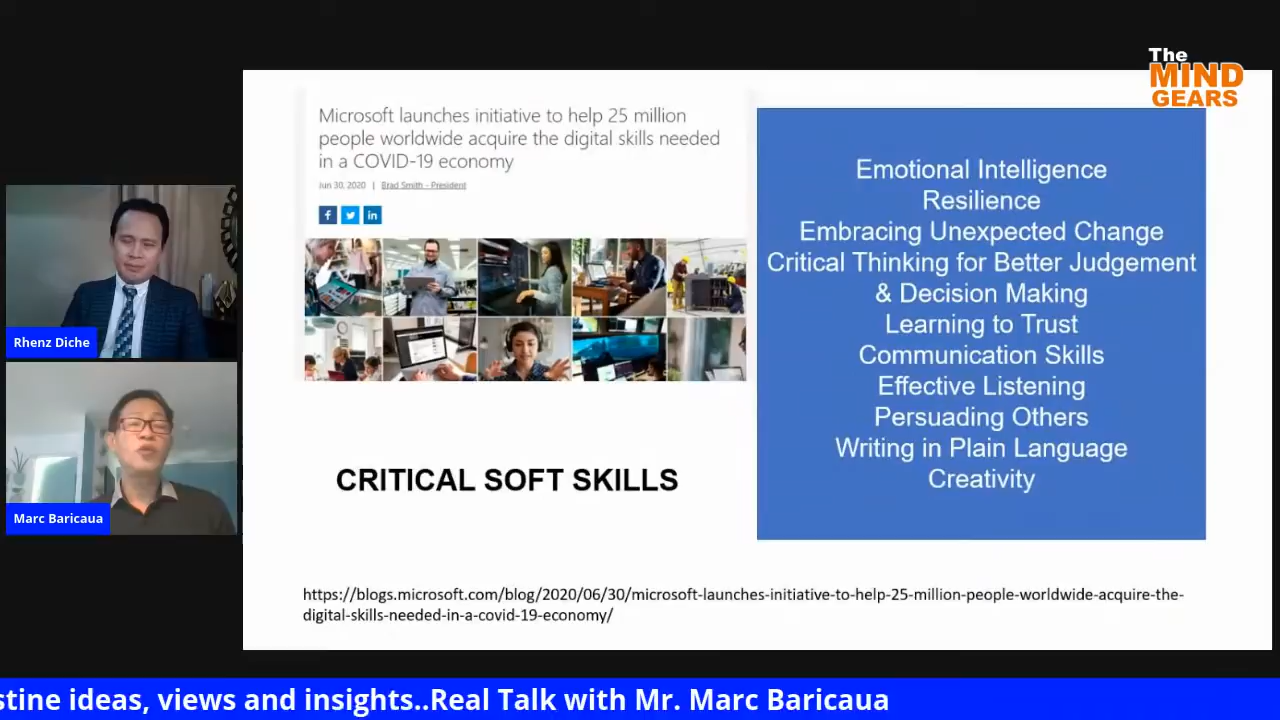 The
MIND
GEARS
Microsoft launches initiative to help 25 million
people worldwide acquire the digital skills needed
in a COVID-19 economy
Jun 30, 2020 | Brad Smith - President
Emotional Intelligence
Resilience
Embracing Unexpected Change
Critical Thinking for Better Judgement
& Decision Making
Learning to Trust
Communication Skills
Effective Listening
Persuading Others
Writing in Plain Language
Creativity
CRITICAL SOFT SKILLS
https://blogs.microsoft.com/blog/2020/06/30/microsoft-launches-initiative-to-help-25-million-people-worldwide-acquire-the-
digital-skills-needed-in-a-covid-19-economy/
Rhenz Diche
Marc Baricaua
stine ideas, views and insights..Real Talk with Mr. Marc Baricaua